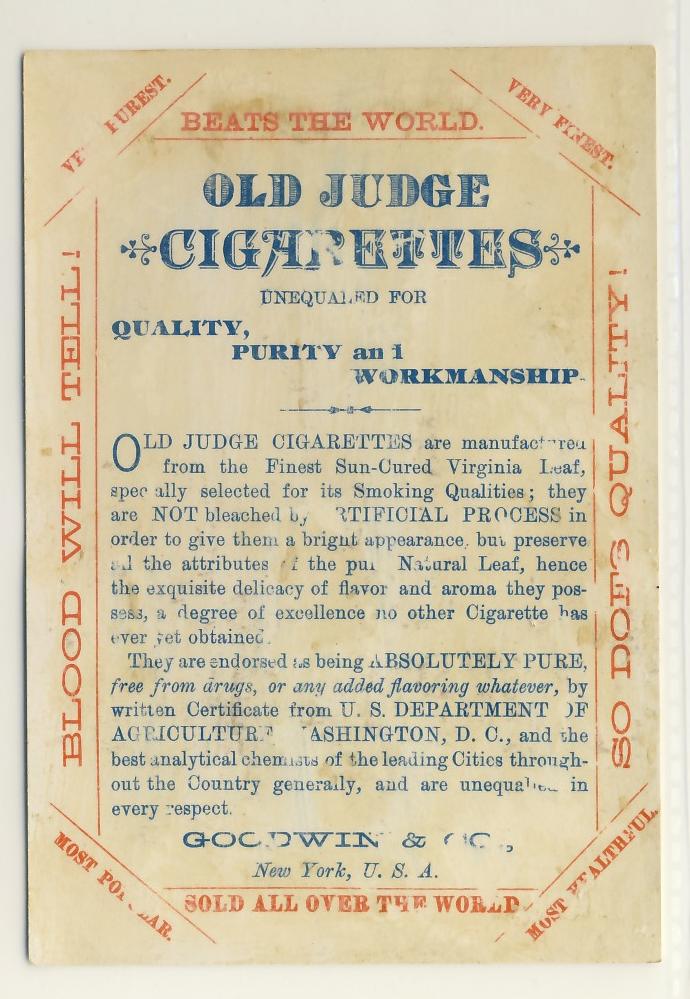 VERY PUREST.
BEATS THE WORLD.
VERY FINEST.
OLD JUDGE
CIGARETTES
UNEQUALED FOR
QUALITY,
PURITY and
WORKMANSHIP.
OLD JUDGE CIGARETTES are manufactured
from the Finest Sun-Cured Virginia Leaf,
specially selected for its Smoking Qualities; they
are NOT bleached by ARTIFICIAL PROCESS in
order to give them a bright appearance, but preserve
all the attributes of the pure Natural Leaf, hence
the exquisite delicacy of flavor and aroma they pos-
sess, a degree of excellence no other Cigarette has
ever yet obtained.
They are endorsed as being ABSOLUTELY PURE,
free from drugs, or any added flavoring whatever, by
written Certificate from U. S. DEPARTMENT OF
AGRICULTURE WASHINGTON, D. C., and the
best analytical chemists of the leading Cities through-
out the Country generally, and are unequaled in
every respect.
GOODWIN & CO.,
New York, U. S. A.
SOLD ALL OVER THE WORLD.
BLOOD WILL TELL!
SO DOES QUALITY!
MOST POPULAR.
MOST HEALTHFUL.